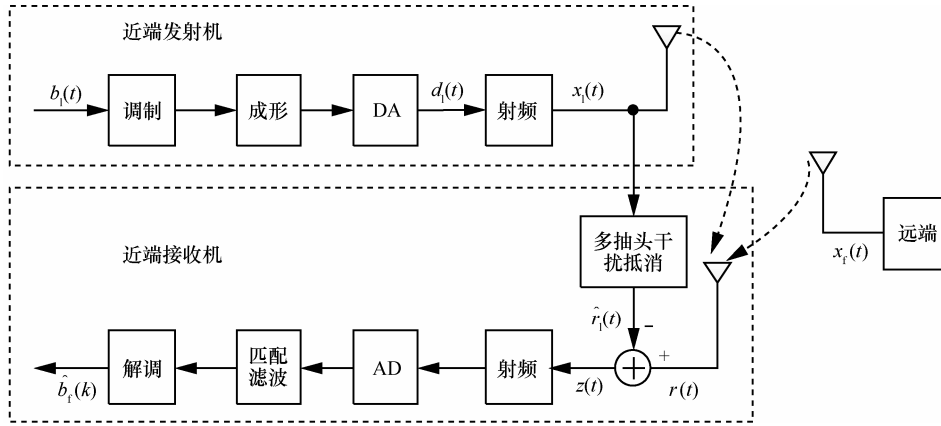 近端发射机
b_l(t)
调制
成形
DA
d_l(t)
射频
x_l(t)
近端接收机
多抽头干
扰抵消
远端
x_f(t)
r̂_l(t)
−
+
解调
匹配
滤波
AD
射频
b̂_f(k)
z(t)
r(t)